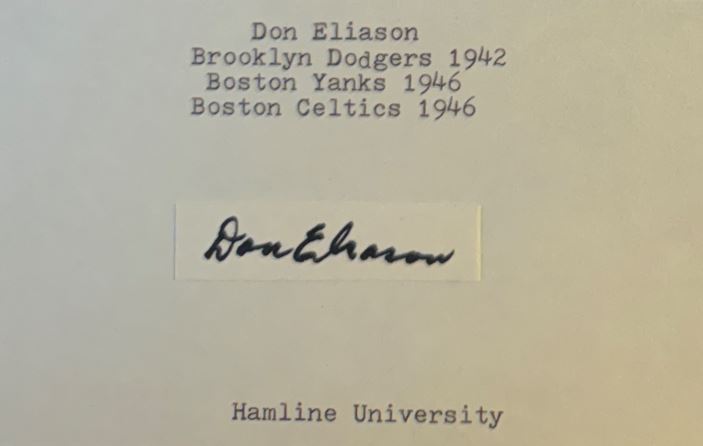 Don Eliason
Brooklyn Dodgers 1942
Boston Yanks 1946
Boston Celtics 1946
Don Eliason
Hamline University